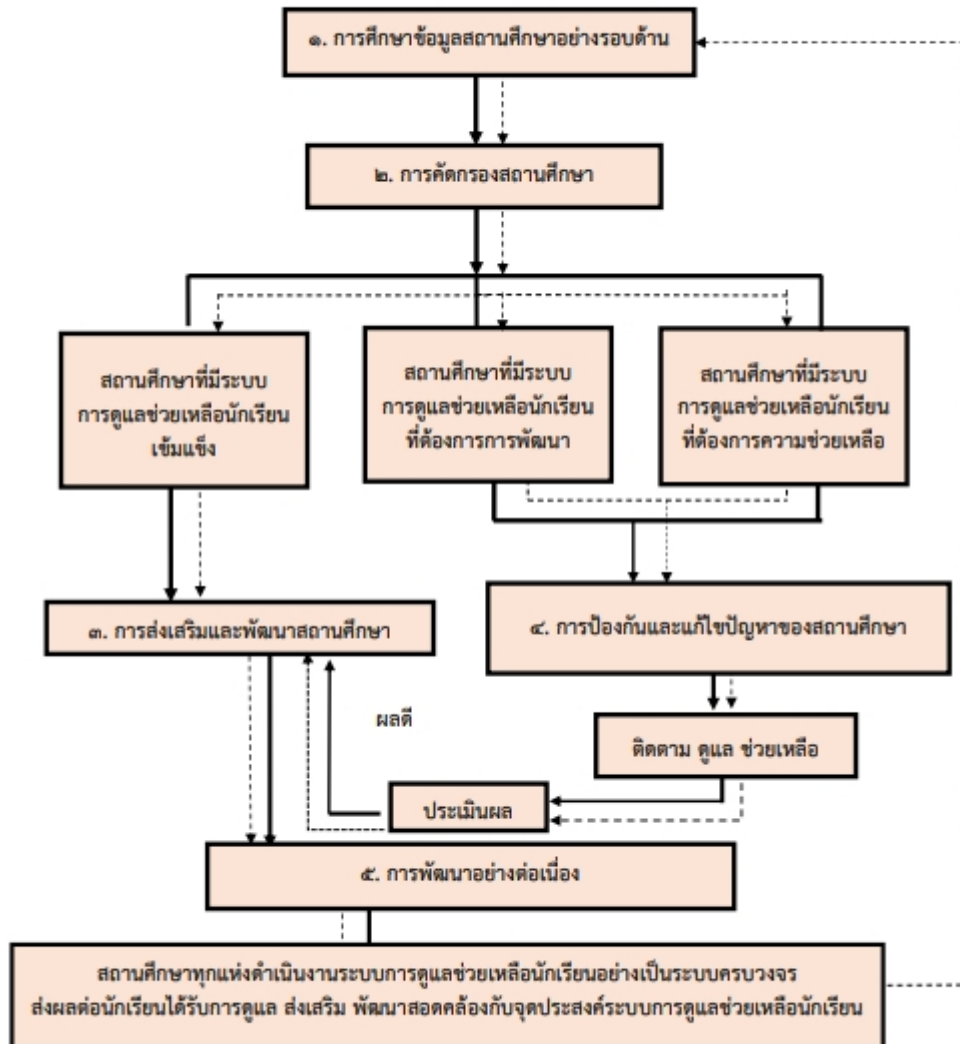 ๑. การศึกษาข้อมูลสถานศึกษาอย่างรอบด้าน
๒. การคัดกรองสถานศึกษา
สถานศึกษาที่มีระบบ
การดูแลช่วยเหลือนักเรียน
เข้มแข็ง
สถานศึกษาที่มีระบบ
การดูแลช่วยเหลือนักเรียน
ที่ต้องการการพัฒนา
สถานศึกษาที่มีระบบ
การดูแลช่วยเหลือนักเรียน
ที่ต้องการความช่วยเหลือ
๓. การส่งเสริมและพัฒนาสถานศึกษา
๔. การป้องกันและแก้ไขปัญหาของสถานศึกษา
ผลดี
ติดตาม ดูแล ช่วยเหลือ
ประเมินผล
๕. การพัฒนาอย่างต่อเนื่อง
สถานศึกษาทุกแห่งดำเนินงานระบบการดูแลช่วยเหลือนักเรียนอย่างเป็นระบบครบวงจร
ส่งผลต่อนักเรียนได้รับการดูแล ส่งเสริม พัฒนาสอดคล้องกับจุดประสงค์ระบบการดูแลช่วยเหลือนักเรียน